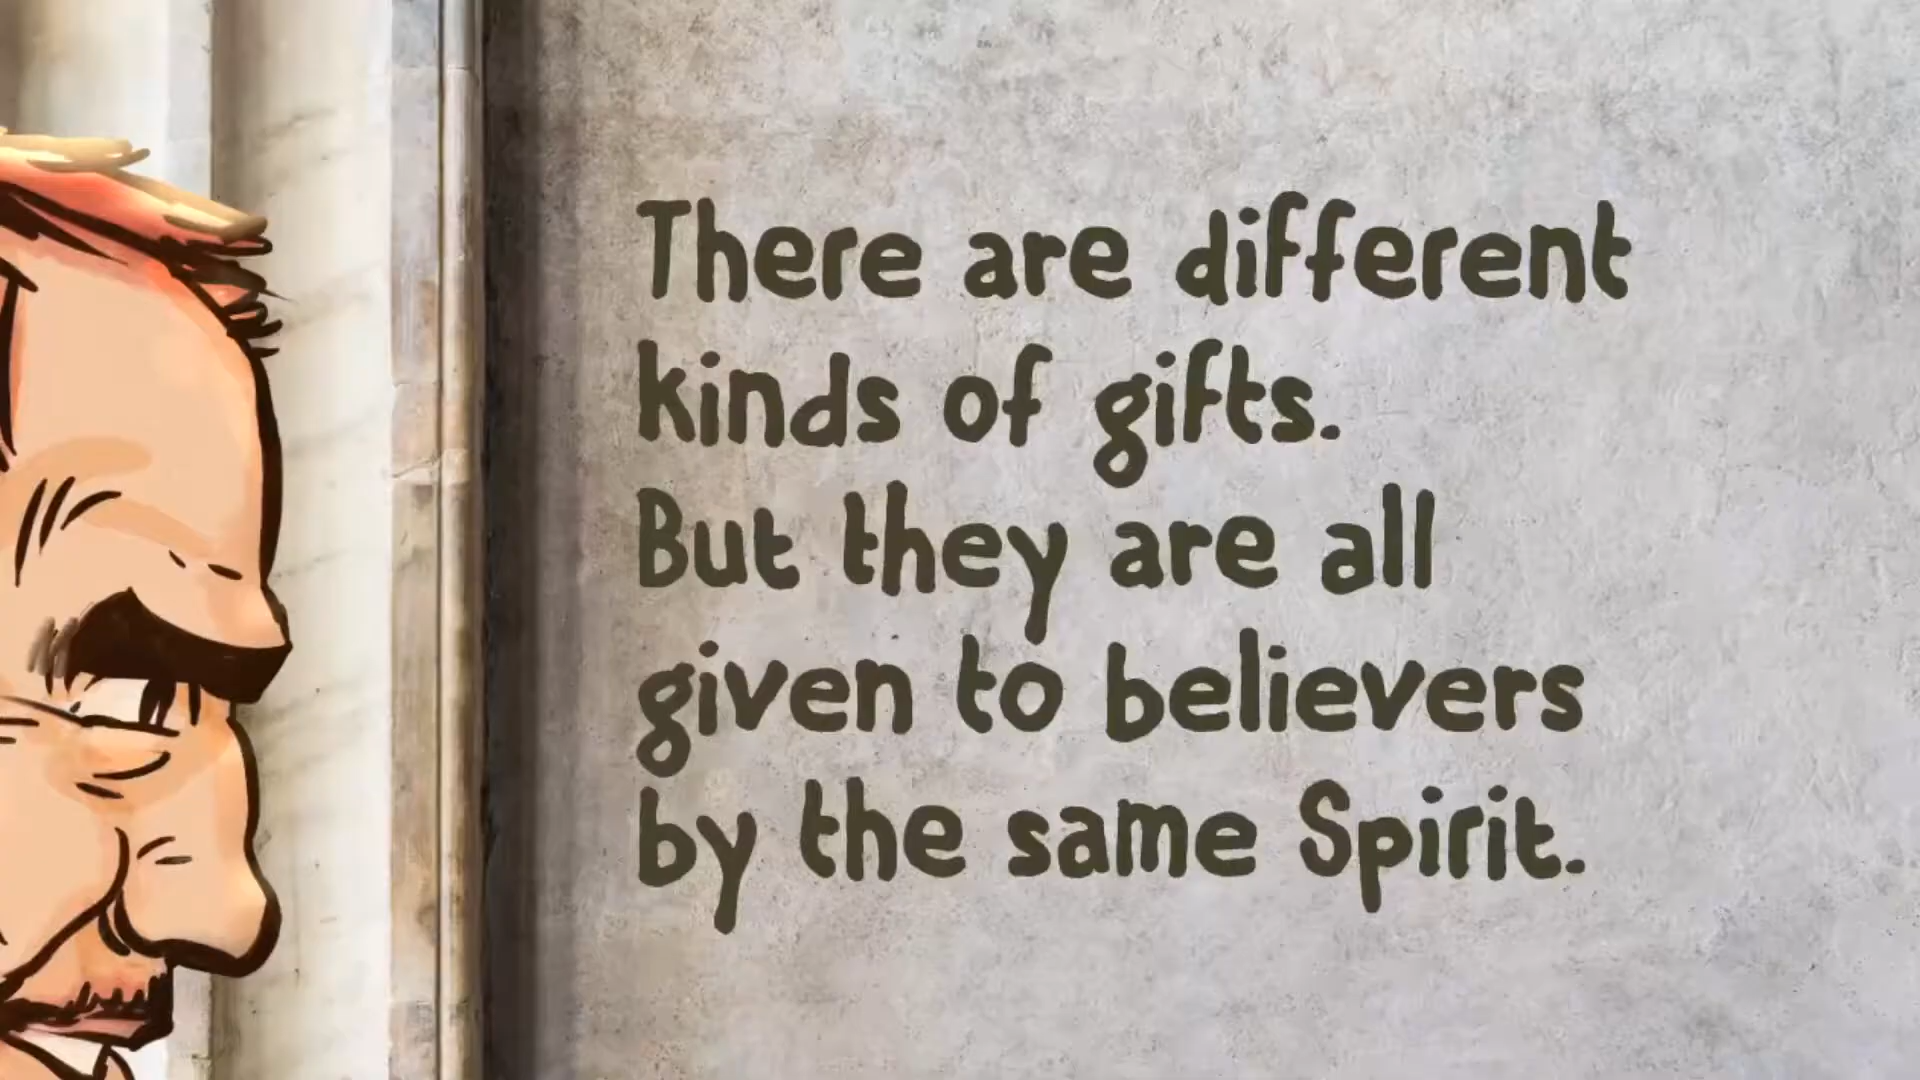 There are different
kinds of gifts.
But they are all
given to believers
by the same Spirit.